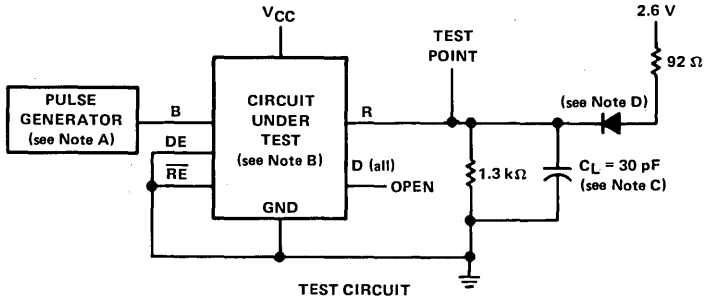 VCC
2.6 V
TEST
POINT
92 Ω
PULSE
GENERATOR
(see Note A)
B
DE
RE
CIRCUIT
UNDER
TEST
(see Note B)
GND
R
D (all)
OPEN
(see Note D)
1.3 kΩ
CL = 30 pF
(see Note C)
TEST CIRCUIT